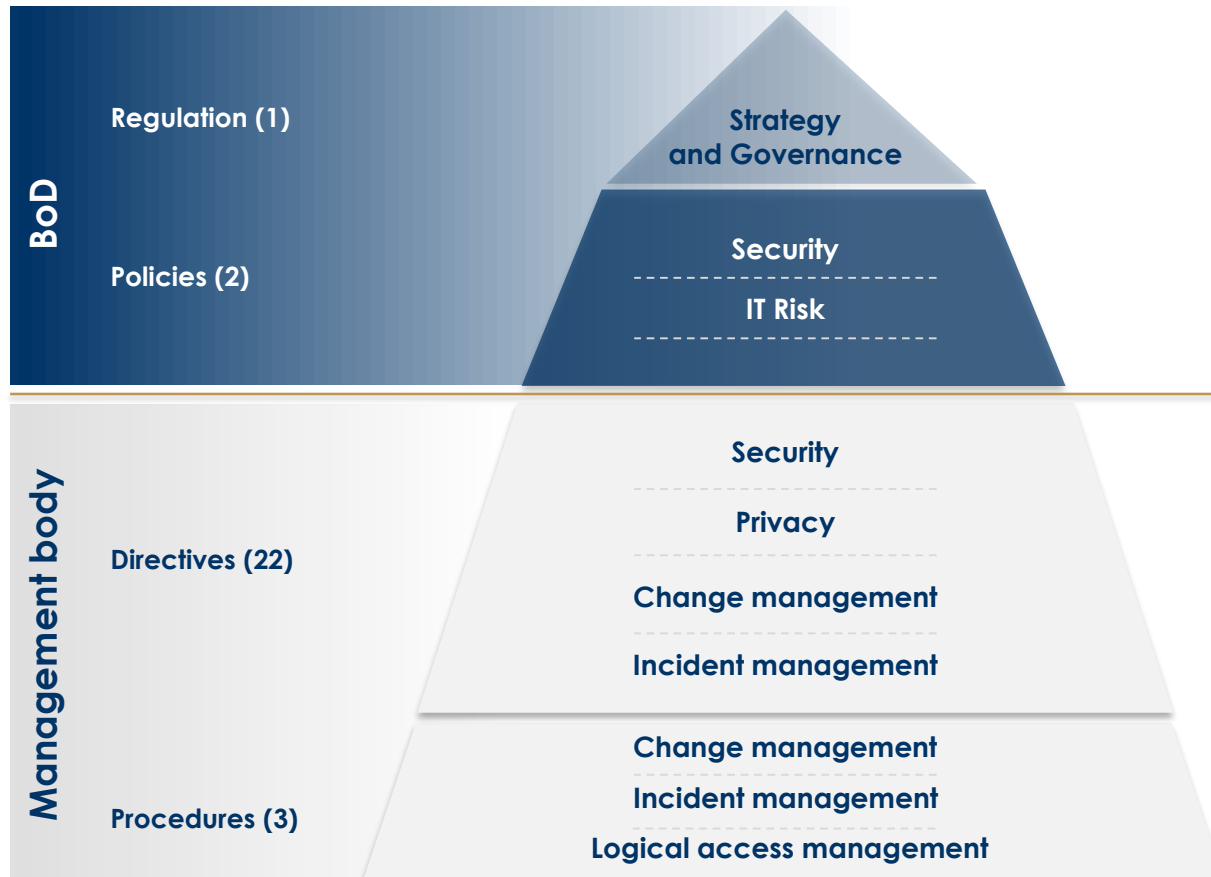 BoD
Regulation (1)
Strategy
and Governance
Policies (2)
Security
IT Risk
Management body
Directives (22)
Security
Privacy
Change management
Incident management
Procedures (3)
Change management
Incident management
Logical access management